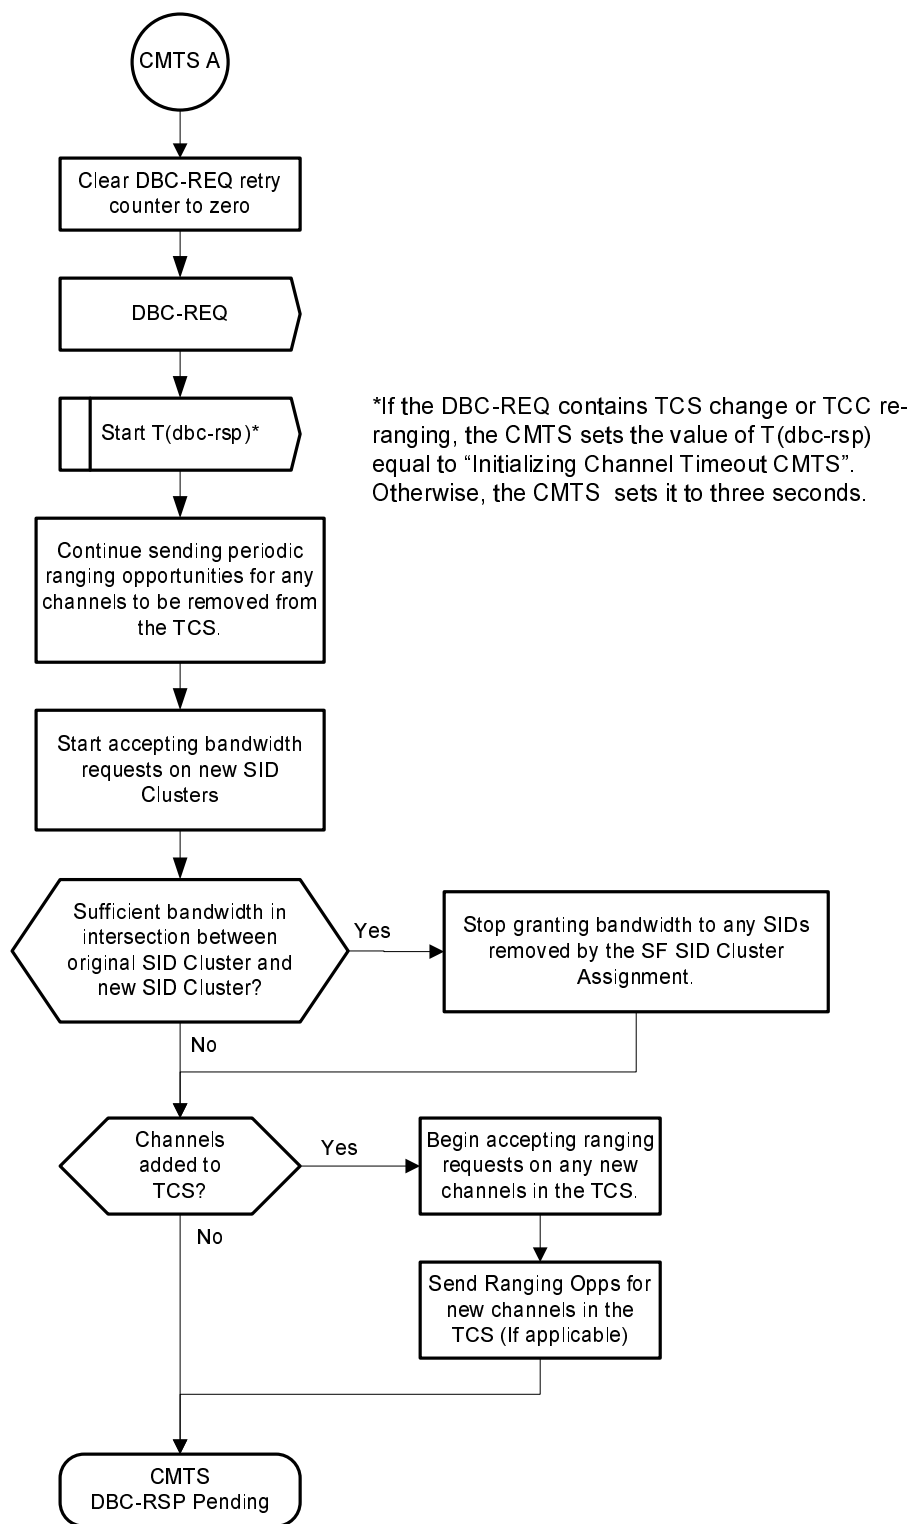 CMTS A
Clear DBC-REQ retry
counter to zero
DBC-REQ
Start T(dbc-rsp)*
*If the DBC-REQ contains TCS change or TCC re-
ranging, the CMTS sets the value of T(dbc-rsp)
equal to “Initializing Channel Timeout CMTS”.
Otherwise, the CMTS sets it to three seconds.
Continue sending periodic
ranging opportunities for any
channels to be removed from
the TCS.
Start accepting bandwidth
requests on new SID
Clusters
Sufficient bandwidth in
intersection between
original SID Cluster and
new SID Cluster?
Yes
Stop granting bandwidth to any SIDs
removed by the SF SID Cluster
Assignment.
No
Channels
added to
TCS?
Yes
Begin accepting ranging
requests on any new
channels in the TCS.
No
Send Ranging Opps for
new channels in the
TCS (If applicable)
CMTS
DBC-RSP Pending